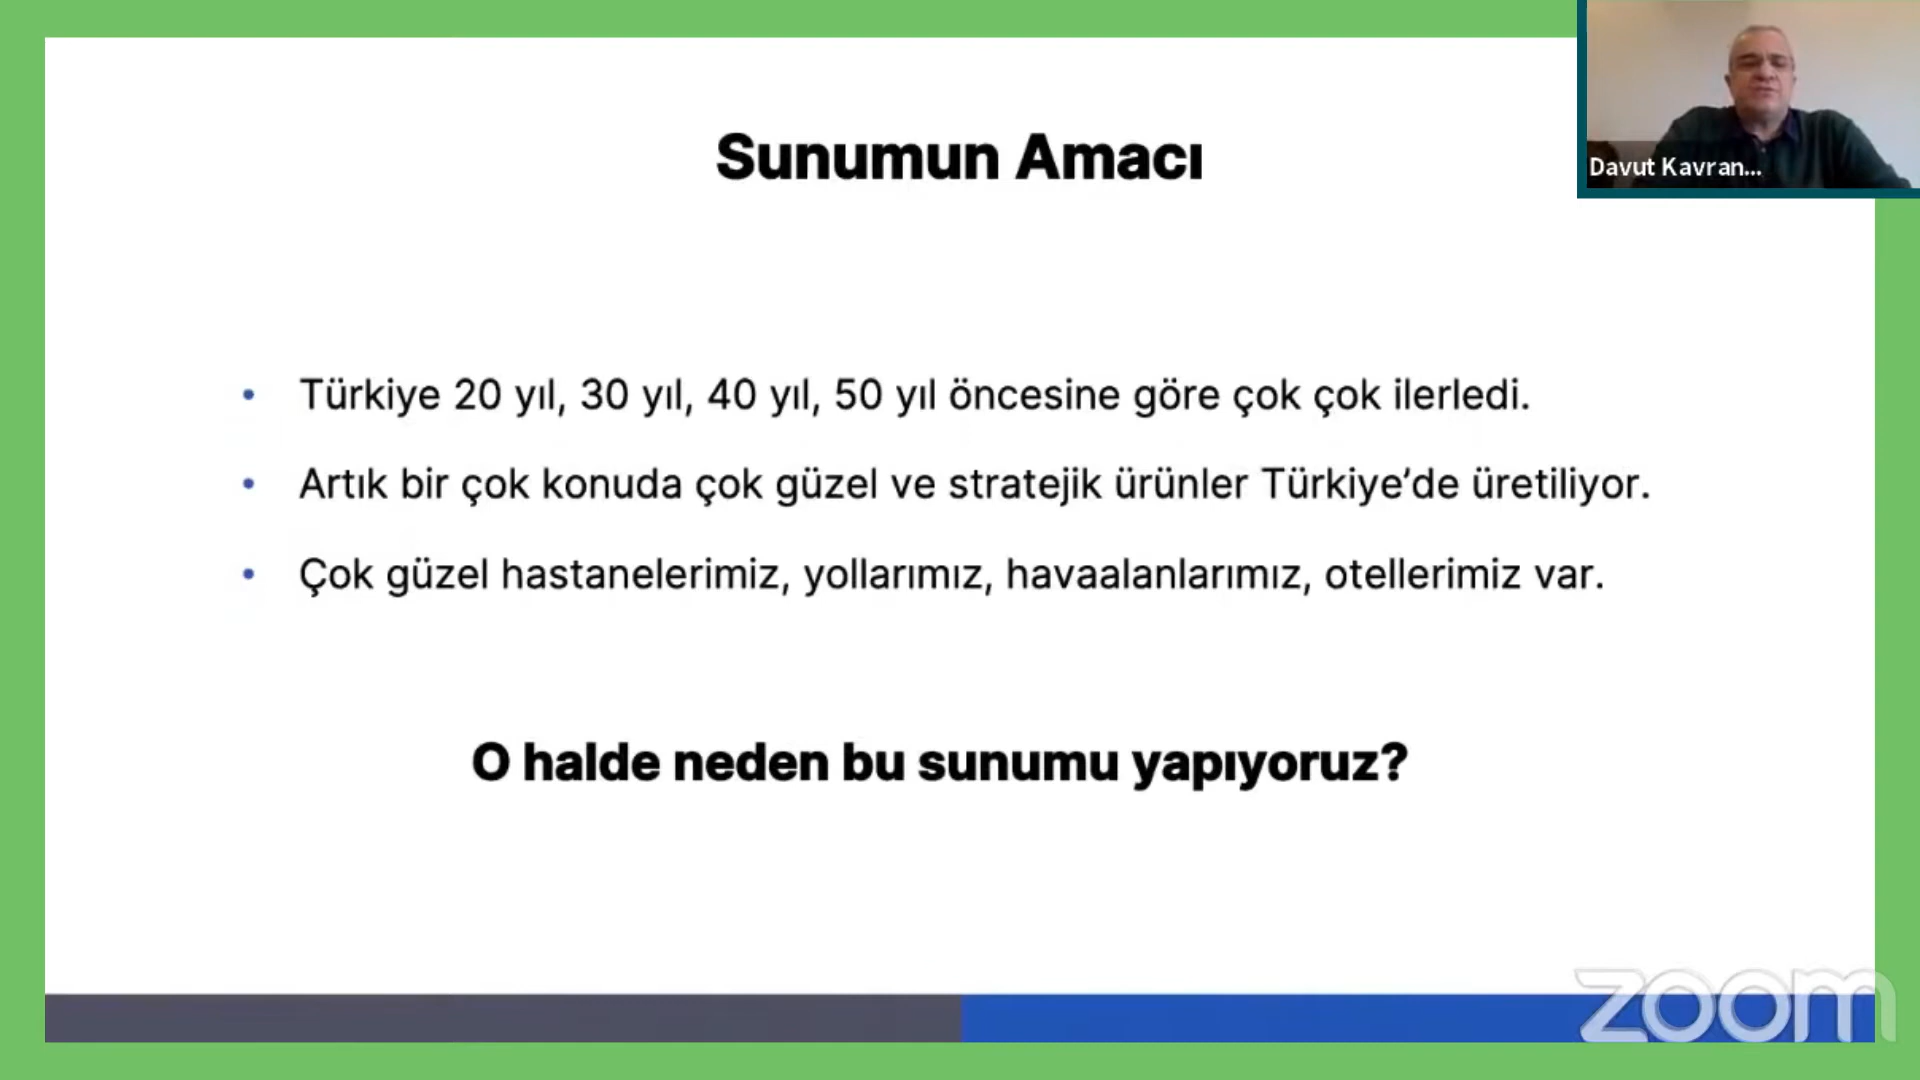 Sunumun Amacı
Davut Kavran...
• Türkiye 20 yıl, 30 yıl, 40 yıl, 50 yıl öncesine göre çok çok ilerledi.
• Artık bir çok konuda çok güzel ve stratejik ürünler Türkiye’de üretiliyor.
• Çok güzel hastanelerimiz, yollarımız, havaalanlarımız, otellerimiz var.
O halde neden bu sunumu yapıyoruz?
zoom